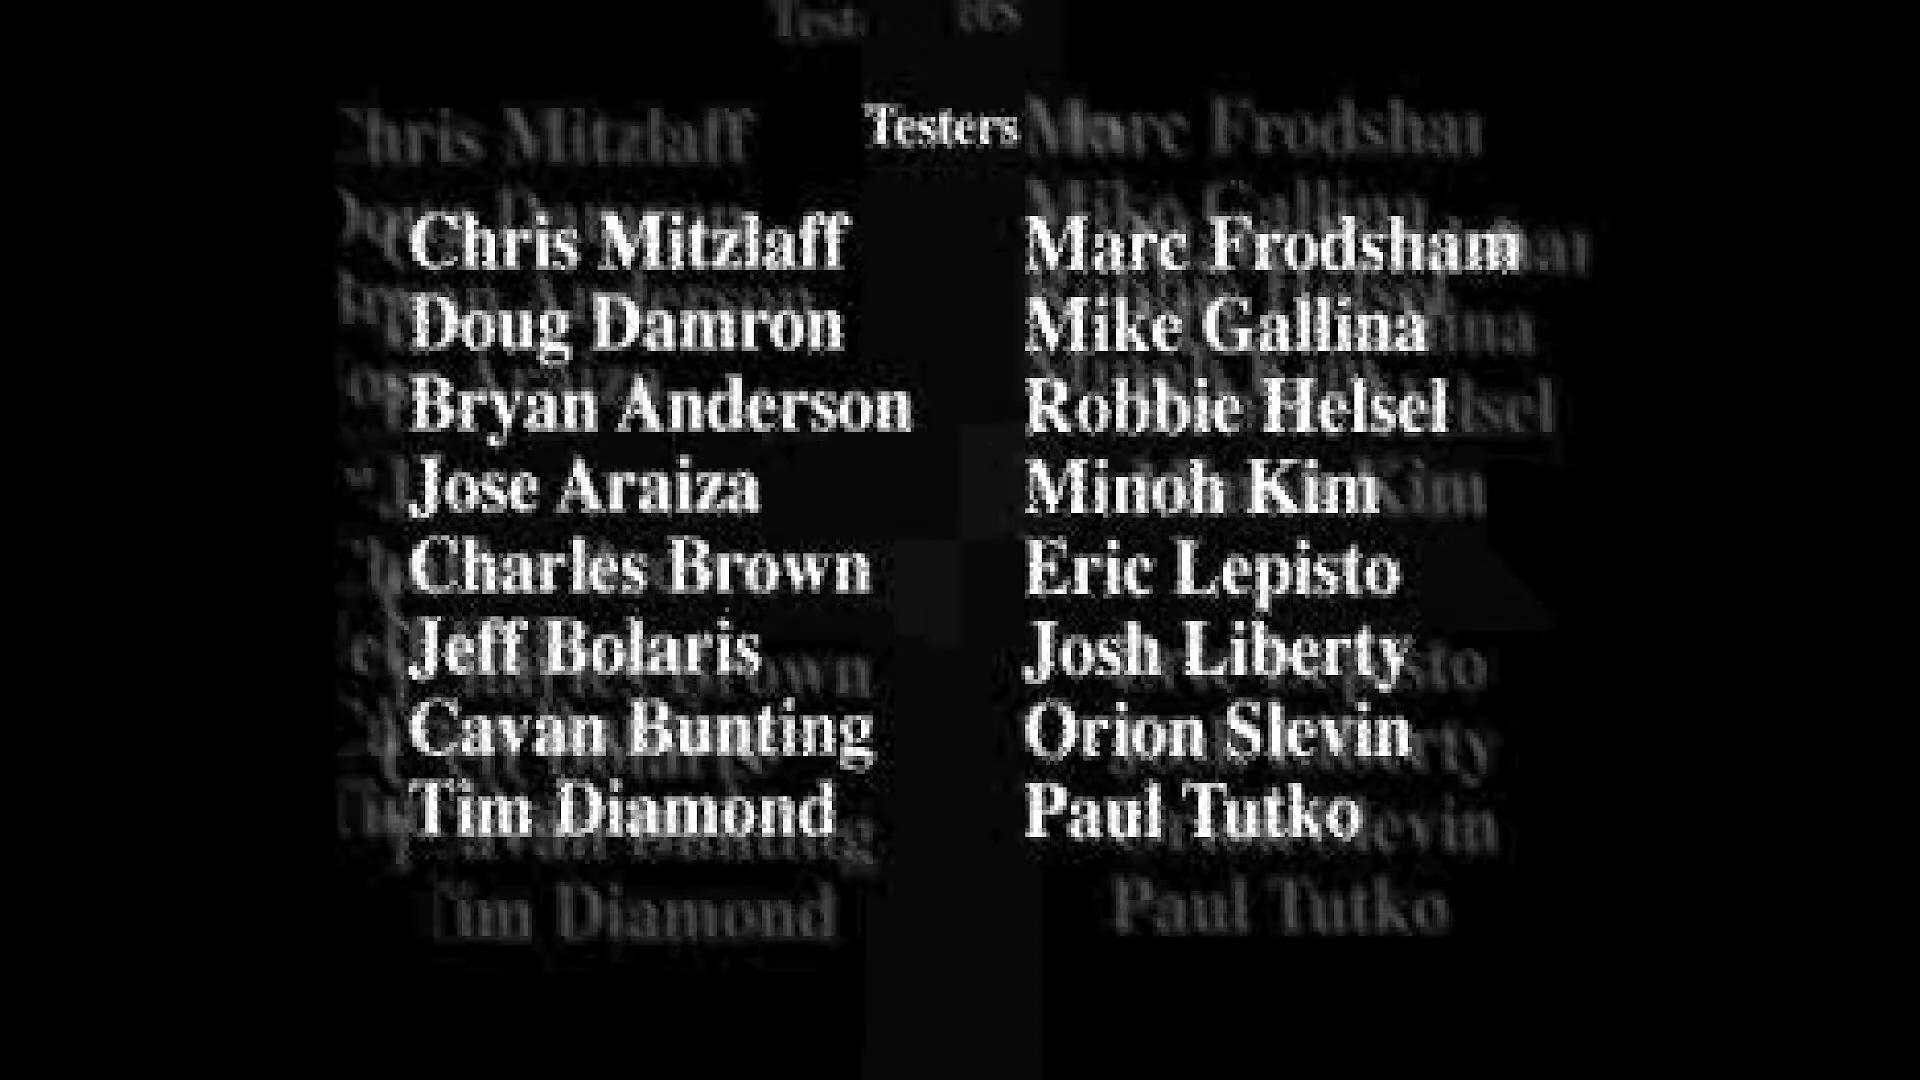 Testers
Chris Mitzlaff
Doug Damron
Bryan Anderson
Jose Araiza
Charles Brown
Jeff Bolaris
Cavan Bunting
Tim Diamond
Marc Frodsham
Mike Gallina
Robbie Helsel
Minoh Kim
Eric Lepisto
Josh Liberty
Orion Slevin
Paul Tutko